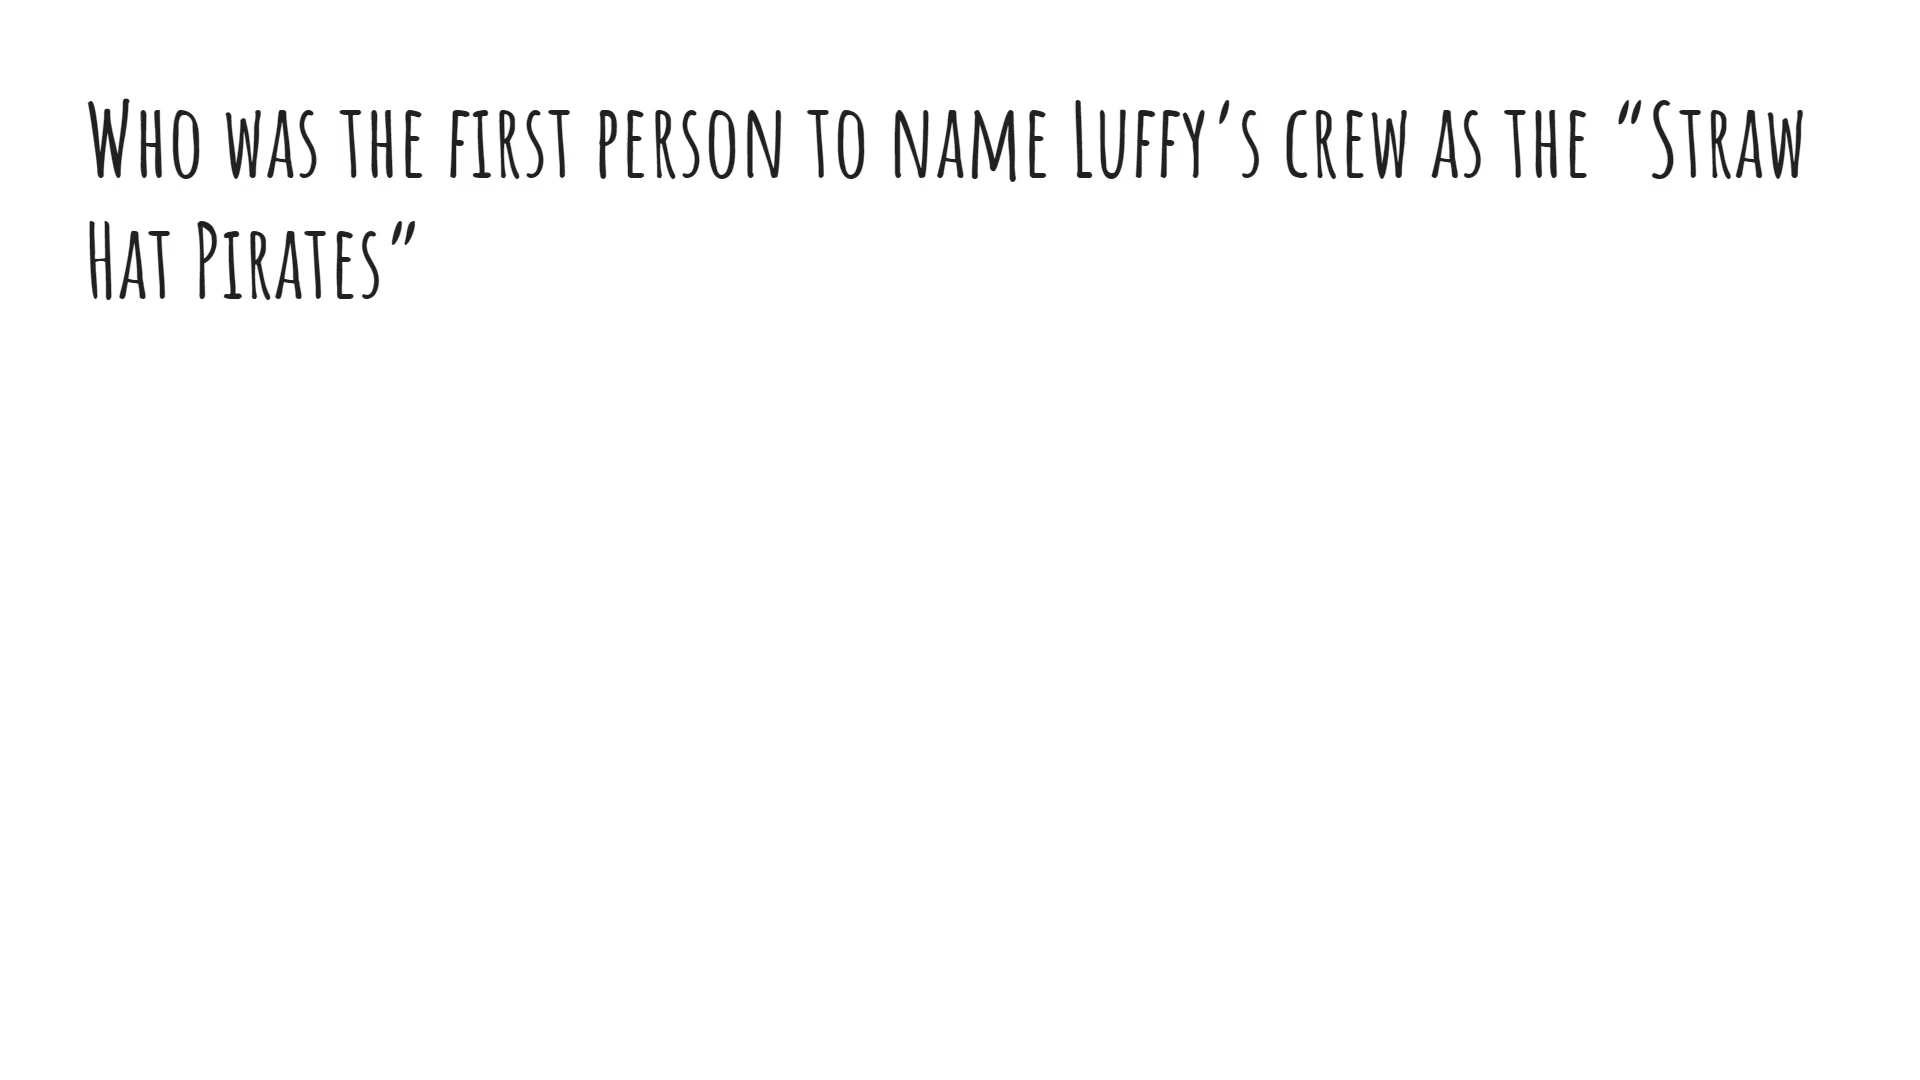 Who was the first person to name Luffy’s crew as the “Straw
Hat Pirates”